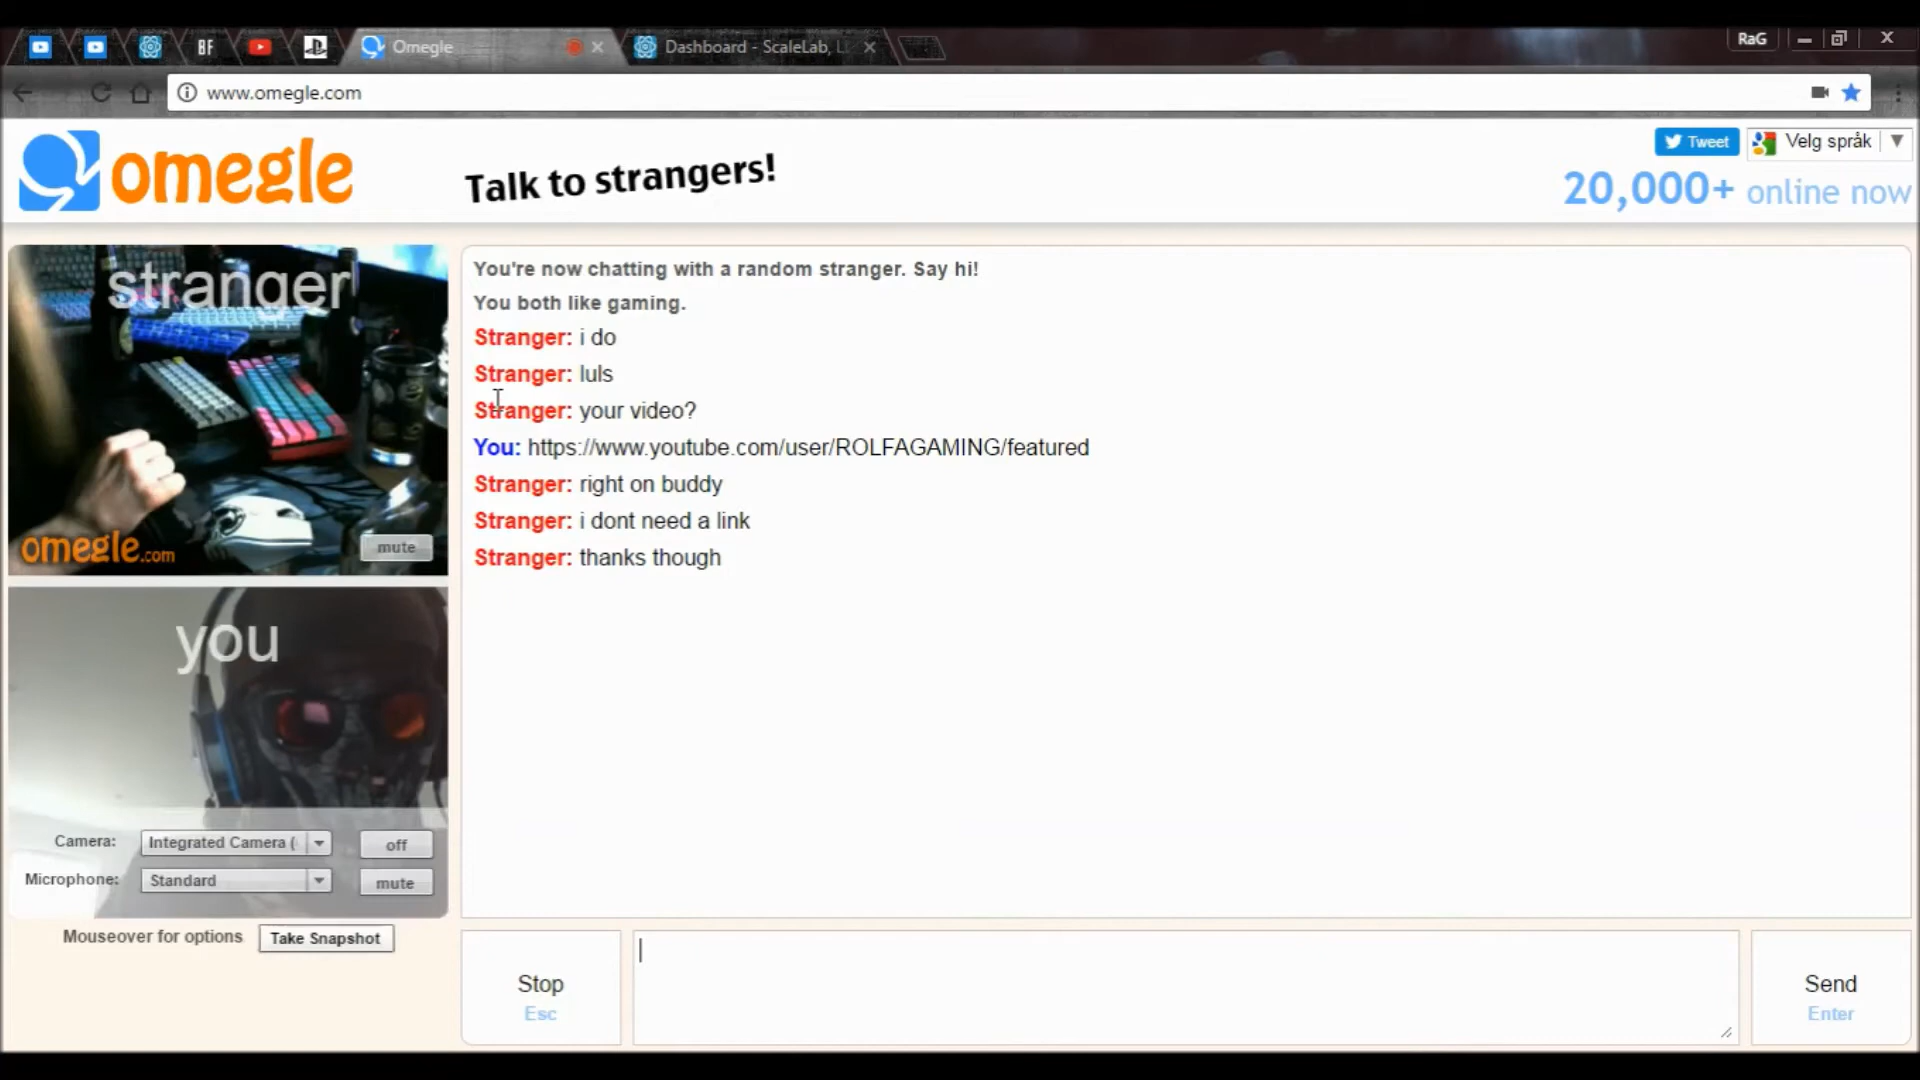 BF
Omegle
Dashboard - ScaleLab, L
RaG
www.omegle.com
omegle
Talk to strangers!
Tweet
Velg språk
20,000+ online now
stranger
omegle.com
mute
You're now chatting with a random stranger. Say hi!
You both like gaming.
Stranger: i do
Stranger: luls
Stranger: your video?
You: https://www.youtube.com/user/ROLFAGAMING/featured
Stranger: right on buddy
Stranger: i dont need a link
Stranger: thanks though
you
Camera: Integrated Camera ( off
Microphone: Standard mute
Mouseover for options Take Snapshot
Stop
Esc
Send
Enter